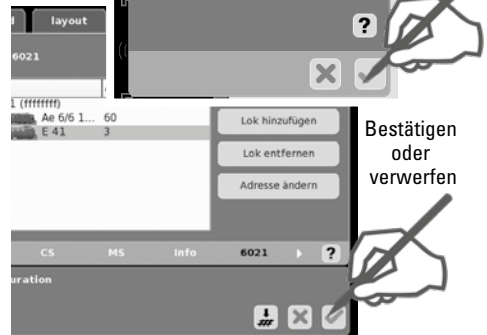 layout
6021
?
(ffffffff)
Ae 6/6 1... 60
E 41 3
Lok hinzufügen
Lok entfernen
Adresse ändern
Bestätigen
oder
verwerfen
CS MS Info 6021 ?
uration